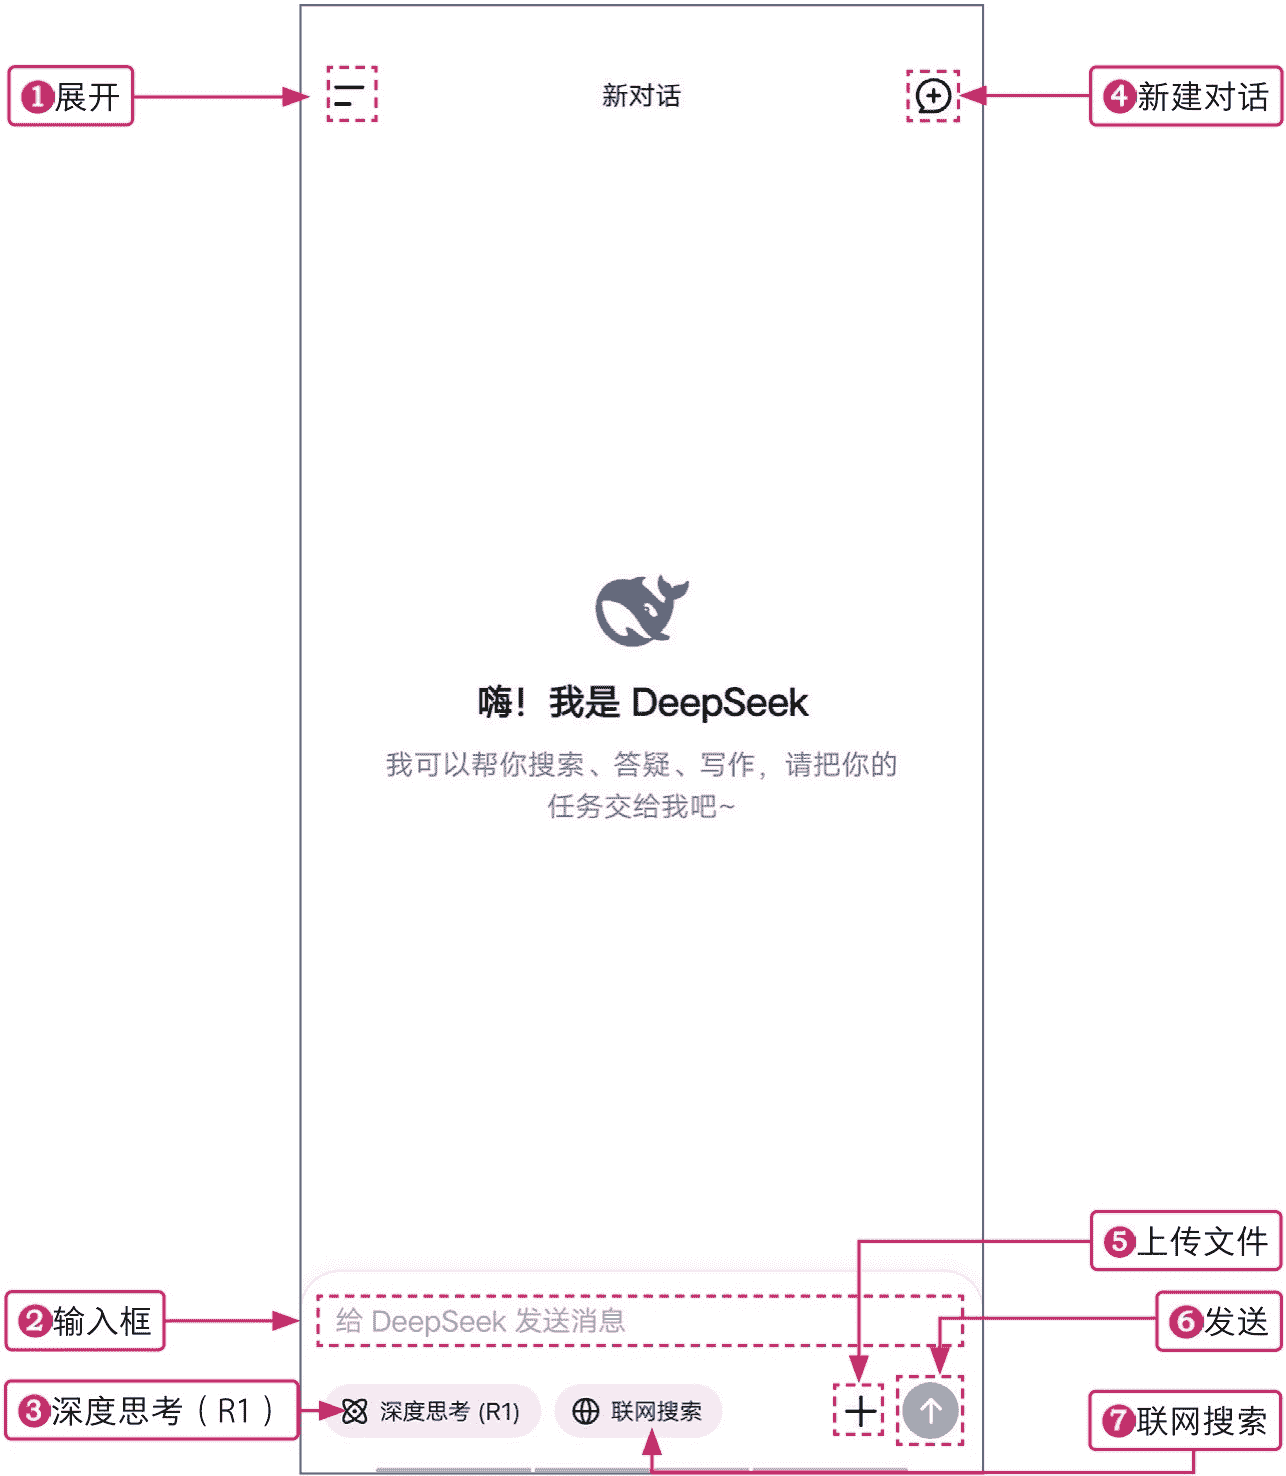 ❶展开
新对话
❹新建对话
嗨！我是 DeepSeek
我可以帮你搜索、答疑、写作，请把你的
任务交给我吧~
❺上传文件
❷输入框
给 DeepSeek 发送消息
❻发送
❸深度思考（R1）
深度思考 (R1)
联网搜索
❼联网搜索